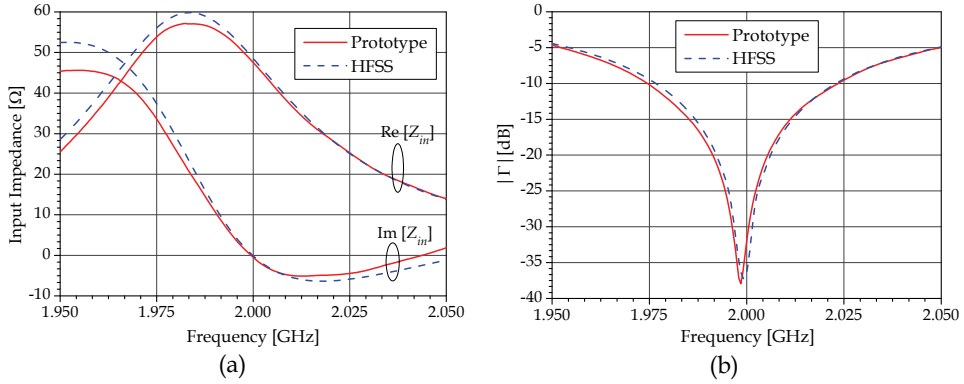 60
50
40
30
20
10
0
-10
Input Impedance [Ω]
Prototype
HFSS
Re [Z_in]
Im [Z_in]
1.950
1.975
2.000
2.025
2.050
Frequency [GHz]
(a)
0
-5
-10
-15
-20
-25
-30
-35
-40
|Γ| [dB]
Prototype
HFSS
1.950
1.975
2.000
2.025
2.050
Frequency [GHz]
(b)